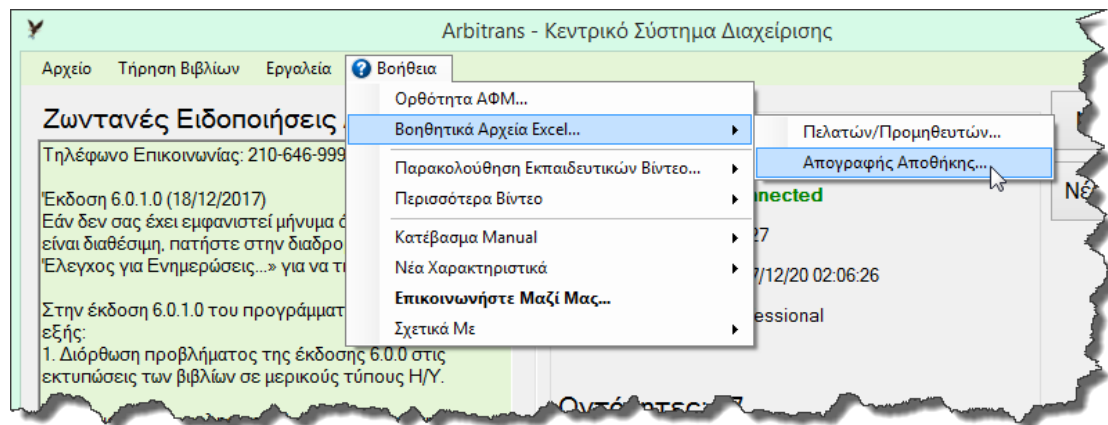 Arbitrans - Κεντρικό Σύστημα Διαχείρισης
Αρχείο Τήρηση Βιβλίων Εργαλεία Βοήθεια
Ορθότητα ΑΦΜ...
Βοηθητικά Αρχεία Excel...
Παρακολούθηση Εκπαιδευτικών Βίντεο...
Περισσότερα Βίντεο
Κατέβασμα Manual
Νέα Χαρακτηριστικά
Επικοινωνήστε Μαζί Μας...
Σχετικά Με
Πελατών/Προμηθευτών...
Απογραφής Αποθήκης...
Ζωντανές Ειδοποιήσεις
Τηλέφωνο Επικοινωνίας: 210-646-999
Έκδοση 6.0.1.0 (18/12/2017)
Εάν δεν σας έχει εμφανιστεί μήνυμα
είναι διαθέσιμη, πατήστε στην διαδρο
Έλεγχος για Ενημερώσεις...» για να
Στην έκδοση 6.0.1.0 του προγράμματ
εξής:
1. Διόρθωση προβλήματος της έκδοσης 6.0.0 στις
εκτυπώσεις των βιβλίων σε μερικούς τύπους Η/Υ.
nnected
27
7/12/20 02:06:26
essional